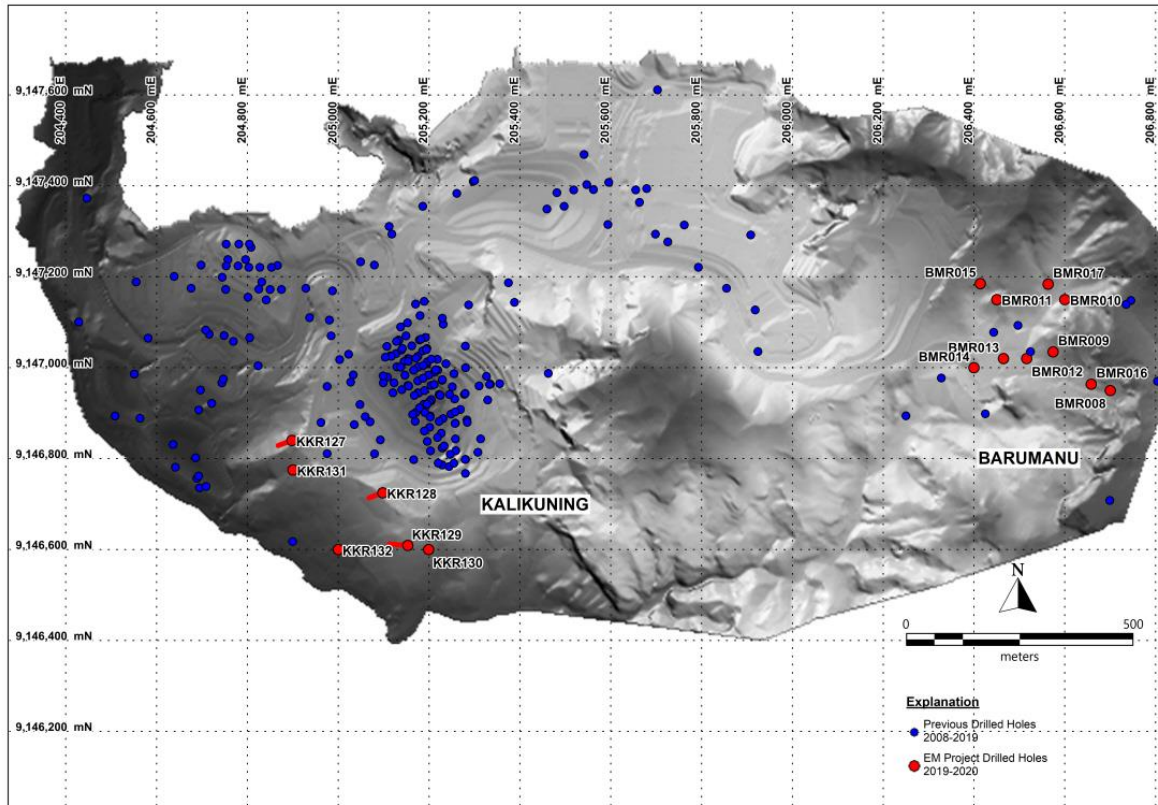 204,400 mE
204,600 mE
204,800 mE
205,000 mE
205,200 mE
205,400 mE
205,600 mE
205,800 mE
206,000 mE
206,200 mE
206,400 mE
206,600 mE
206,800 mE
9,147,600 mN
9,147,400 mN
9,147,200 mN
BMR015
BMR017
BMR011
BMR010
9,147,000 mN
BMR013
BMR009
BMR014
BMR012
BMR016
BMR008
9,146,800 mN
KKR127
KKR131
BARUMANU
KKR128
KALIKUNING
9,146,600 mN
KKR129
KKR132
KKR130
N
9,146,400 mN
0
500
meters
9,146,200 mN
Explanation
Previous Drilled Holes
2008-2019
EM Project Drilled Holes
2019-2020